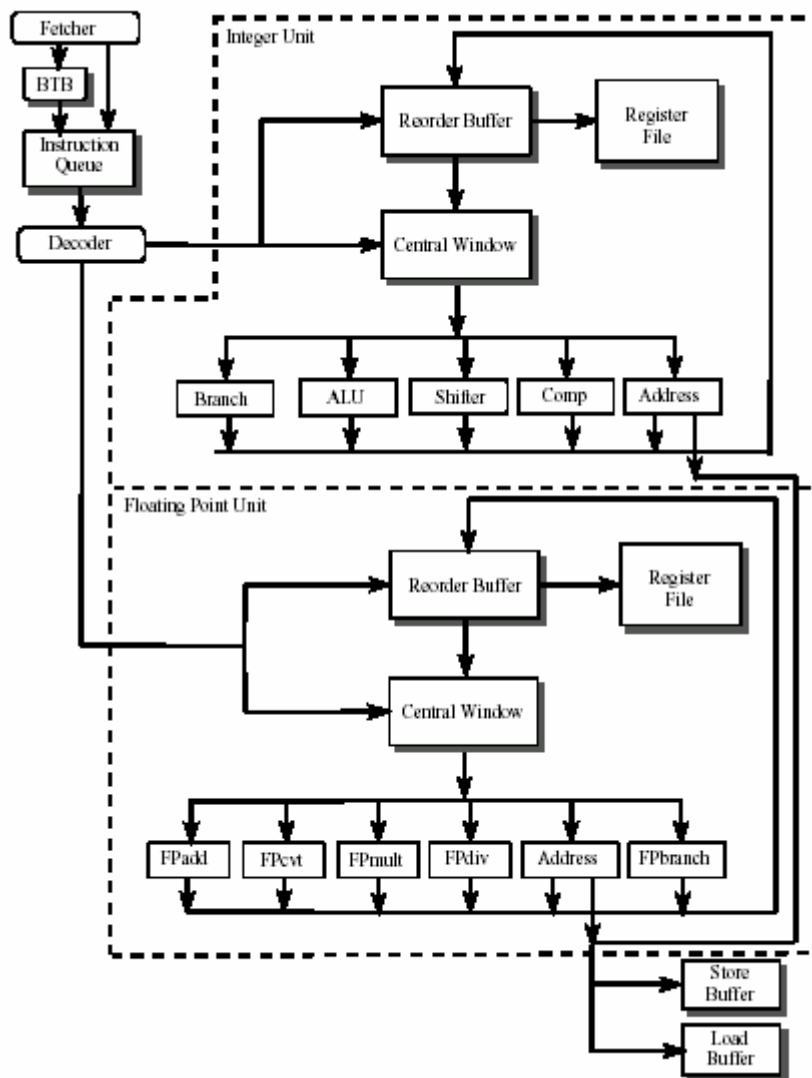 Fetcher
BTB
Instruction
Queue
Decoder
Integer Unit
Reorder Buffer
Register
File
Central Window
Branch
ALU
Shifter
Comp
Address
Floating Point Unit
Reorder Buffer
Register
File
Central Window
FPadd
FPcvt
FPmult
FPdiv
Address
FPbranch
Store
Buffer
Load
Buffer